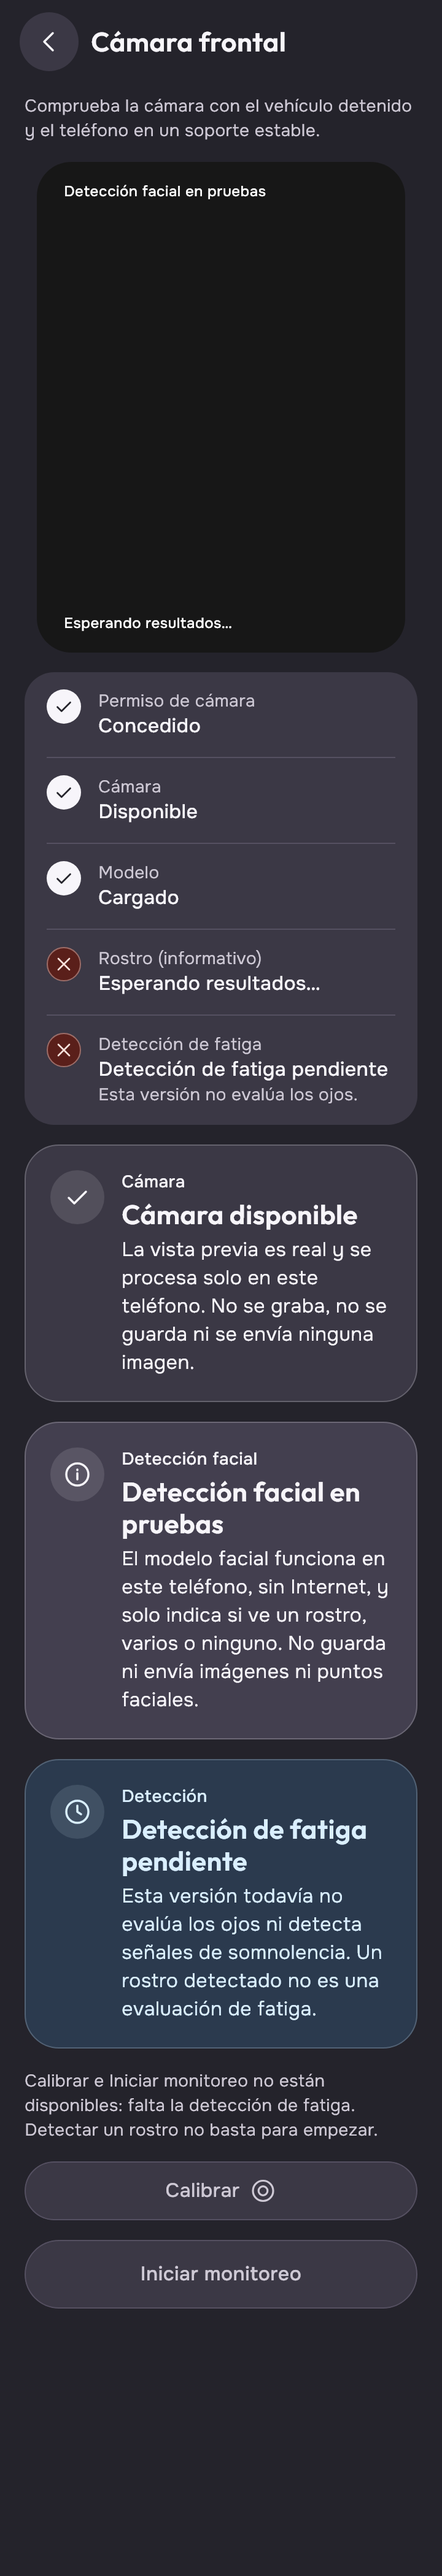 Cámara frontal
Comprueba la cámara con el vehículo detenido
y el teléfono en un soporte estable.
Detección facial en pruebas
Esperando resultados...
Permiso de cámara
Concedido
Cámara
Disponible
Modelo
Cargado
Rostro (informativo)
Esperando resultados...
Detección de fatiga
Detección de fatiga pendiente
Esta versión no evalúa los ojos.
Cámara
Cámara disponible
La vista previa es real y se
procesa solo en este
teléfono. No se graba, no se
guarda ni se envía ninguna
imagen.
Detección facial
Detección facial en
pruebas
El modelo facial funciona en
este teléfono, sin Internet, y
solo indica si ve un rostro,
varios o ninguno. No guarda
ni envía imágenes ni puntos
faciales.
Detección
Detección de fatiga
pendiente
Esta versión todavía no
evalúa los ojos ni detecta
señales de somnolencia. Un
rostro detectado no es una
evaluación de fatiga.
Calibrar e Iniciar monitoreo no están
disponibles: falta la detección de fatiga.
Detectar un rostro no basta para empezar.
Calibrar
Iniciar monitoreo